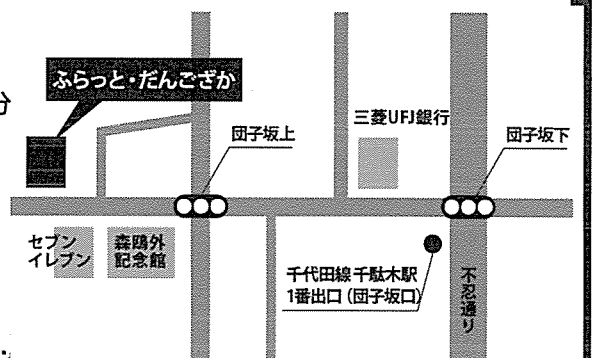 分
ふらっと・だんござか
三菱UFJ銀行
団子坂上
団子坂下
セブン
イレブン
森鴎外
記念館
千代田線 千駄木駅
1番出口 (団子坂口)
不忍通り